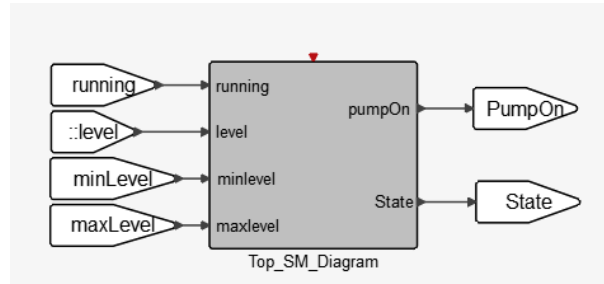 running
::level
minLevel
maxLevel
running
level
minlevel
maxlevel
pumpOn
State
PumpOn
State
Top_SM_Diagram